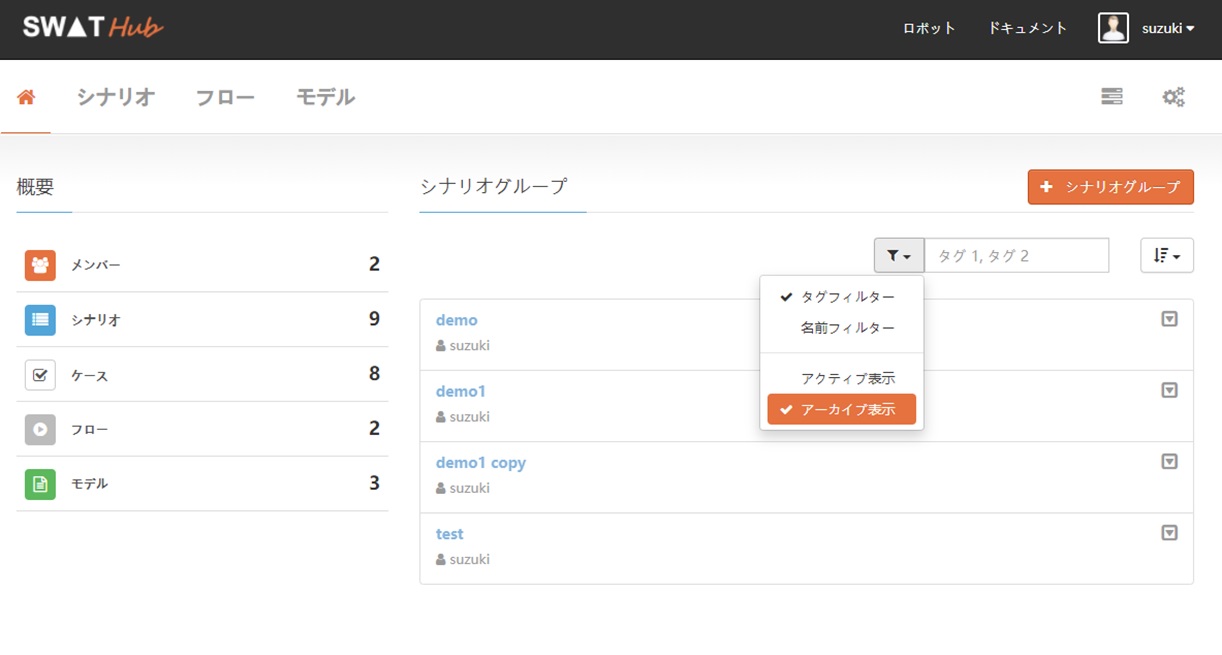 SWAT Hub
ロボット
ドキュメント
suzuki
シナリオ
フロー
モデル
概要
メンバー 2
シナリオ 9
ケース 8
フロー 2
モデル 3
シナリオグループ
シナリオグループ
タグ 1, タグ 2
タグフィルター
名前フィルター
アクティブ表示
アーカイブ表示
demo
suzuki
demo1
suzuki
demo1 copy
suzuki
test
suzuki